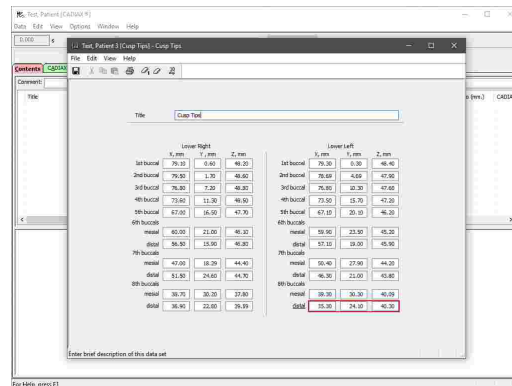 Test, Patient (CADIAX ®)
Data Edit View Options Window Help
0.000 s
Contents
Comment:
Title
Test, Patient 3 [Cusp Tips] - Cusp Tips
File Edit View Help
Title Cusp Tips
Lower Right Lower Left
X, mm Y, mm Z, mm X, mm Y, mm Z, mm
1st buccal 79.10 0.60 48.20 1st buccal 79.30 0.30 48.40
2nd buccal 79.50 1.70 48.60 2nd buccal 78.69 4.69 47.90
3rd buccal 76.80 7.20 48.80 3rd buccal 76.80 10.30 47.60
4th buccal 73.60 11.30 48.50 4th buccal 73.50 15.70 47.20
5th buccal 67.00 16.50 47.70 5th buccal 67.10 20.10 46.20
6th buccals 6th buccals
mesial 60.00 21.00 46.10 mesial 59.90 23.50 45.20
distal 56.50 15.90 46.80 distal 57.10 19.00 45.90
7th buccals 7th buccals
mesial 47.00 18.29 44.40 mesial 50.40 27.90 44.20
distal 51.50 24.60 44.70 distal 46.30 21.00 43.80
8th buccals 8th buccals
mesial 38.70 30.20 37.80 mesial 39.30 30.30 40.09
distal 36.90 22.80 39.59 distal 35.30 24.10 40.30
Enter brief description of this data set
For Help, press F1